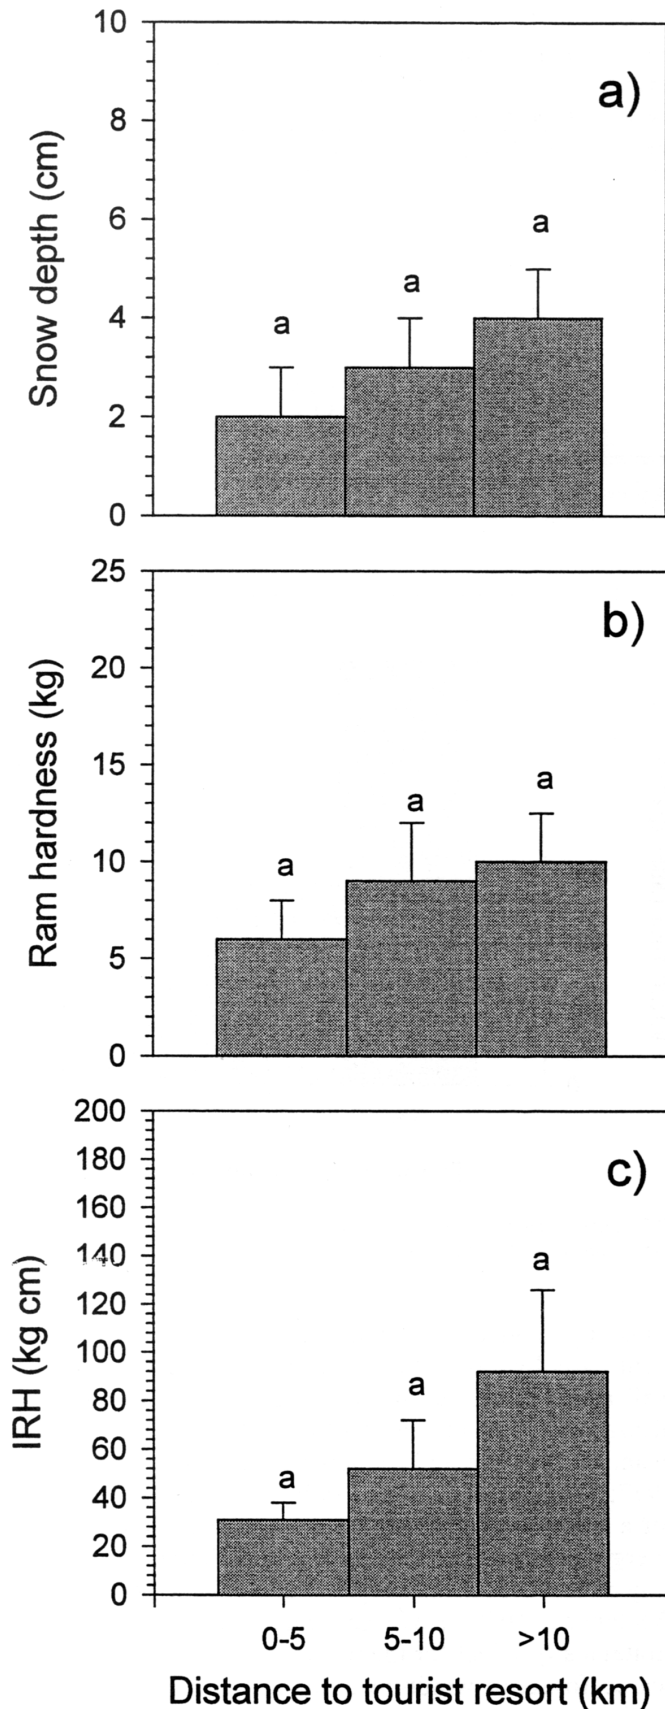 a)
Snow depth (cm)
10
8
6
4
2
0
a
a
a
b)
Ram hardness (kg)
25
20
15
10
5
0
a
a
a
c)
IRH (kg cm)
200
180
160
140
120
100
80
60
40
20
0
a
a
a
0-5 5-10 >10
Distance to tourist resort (km)